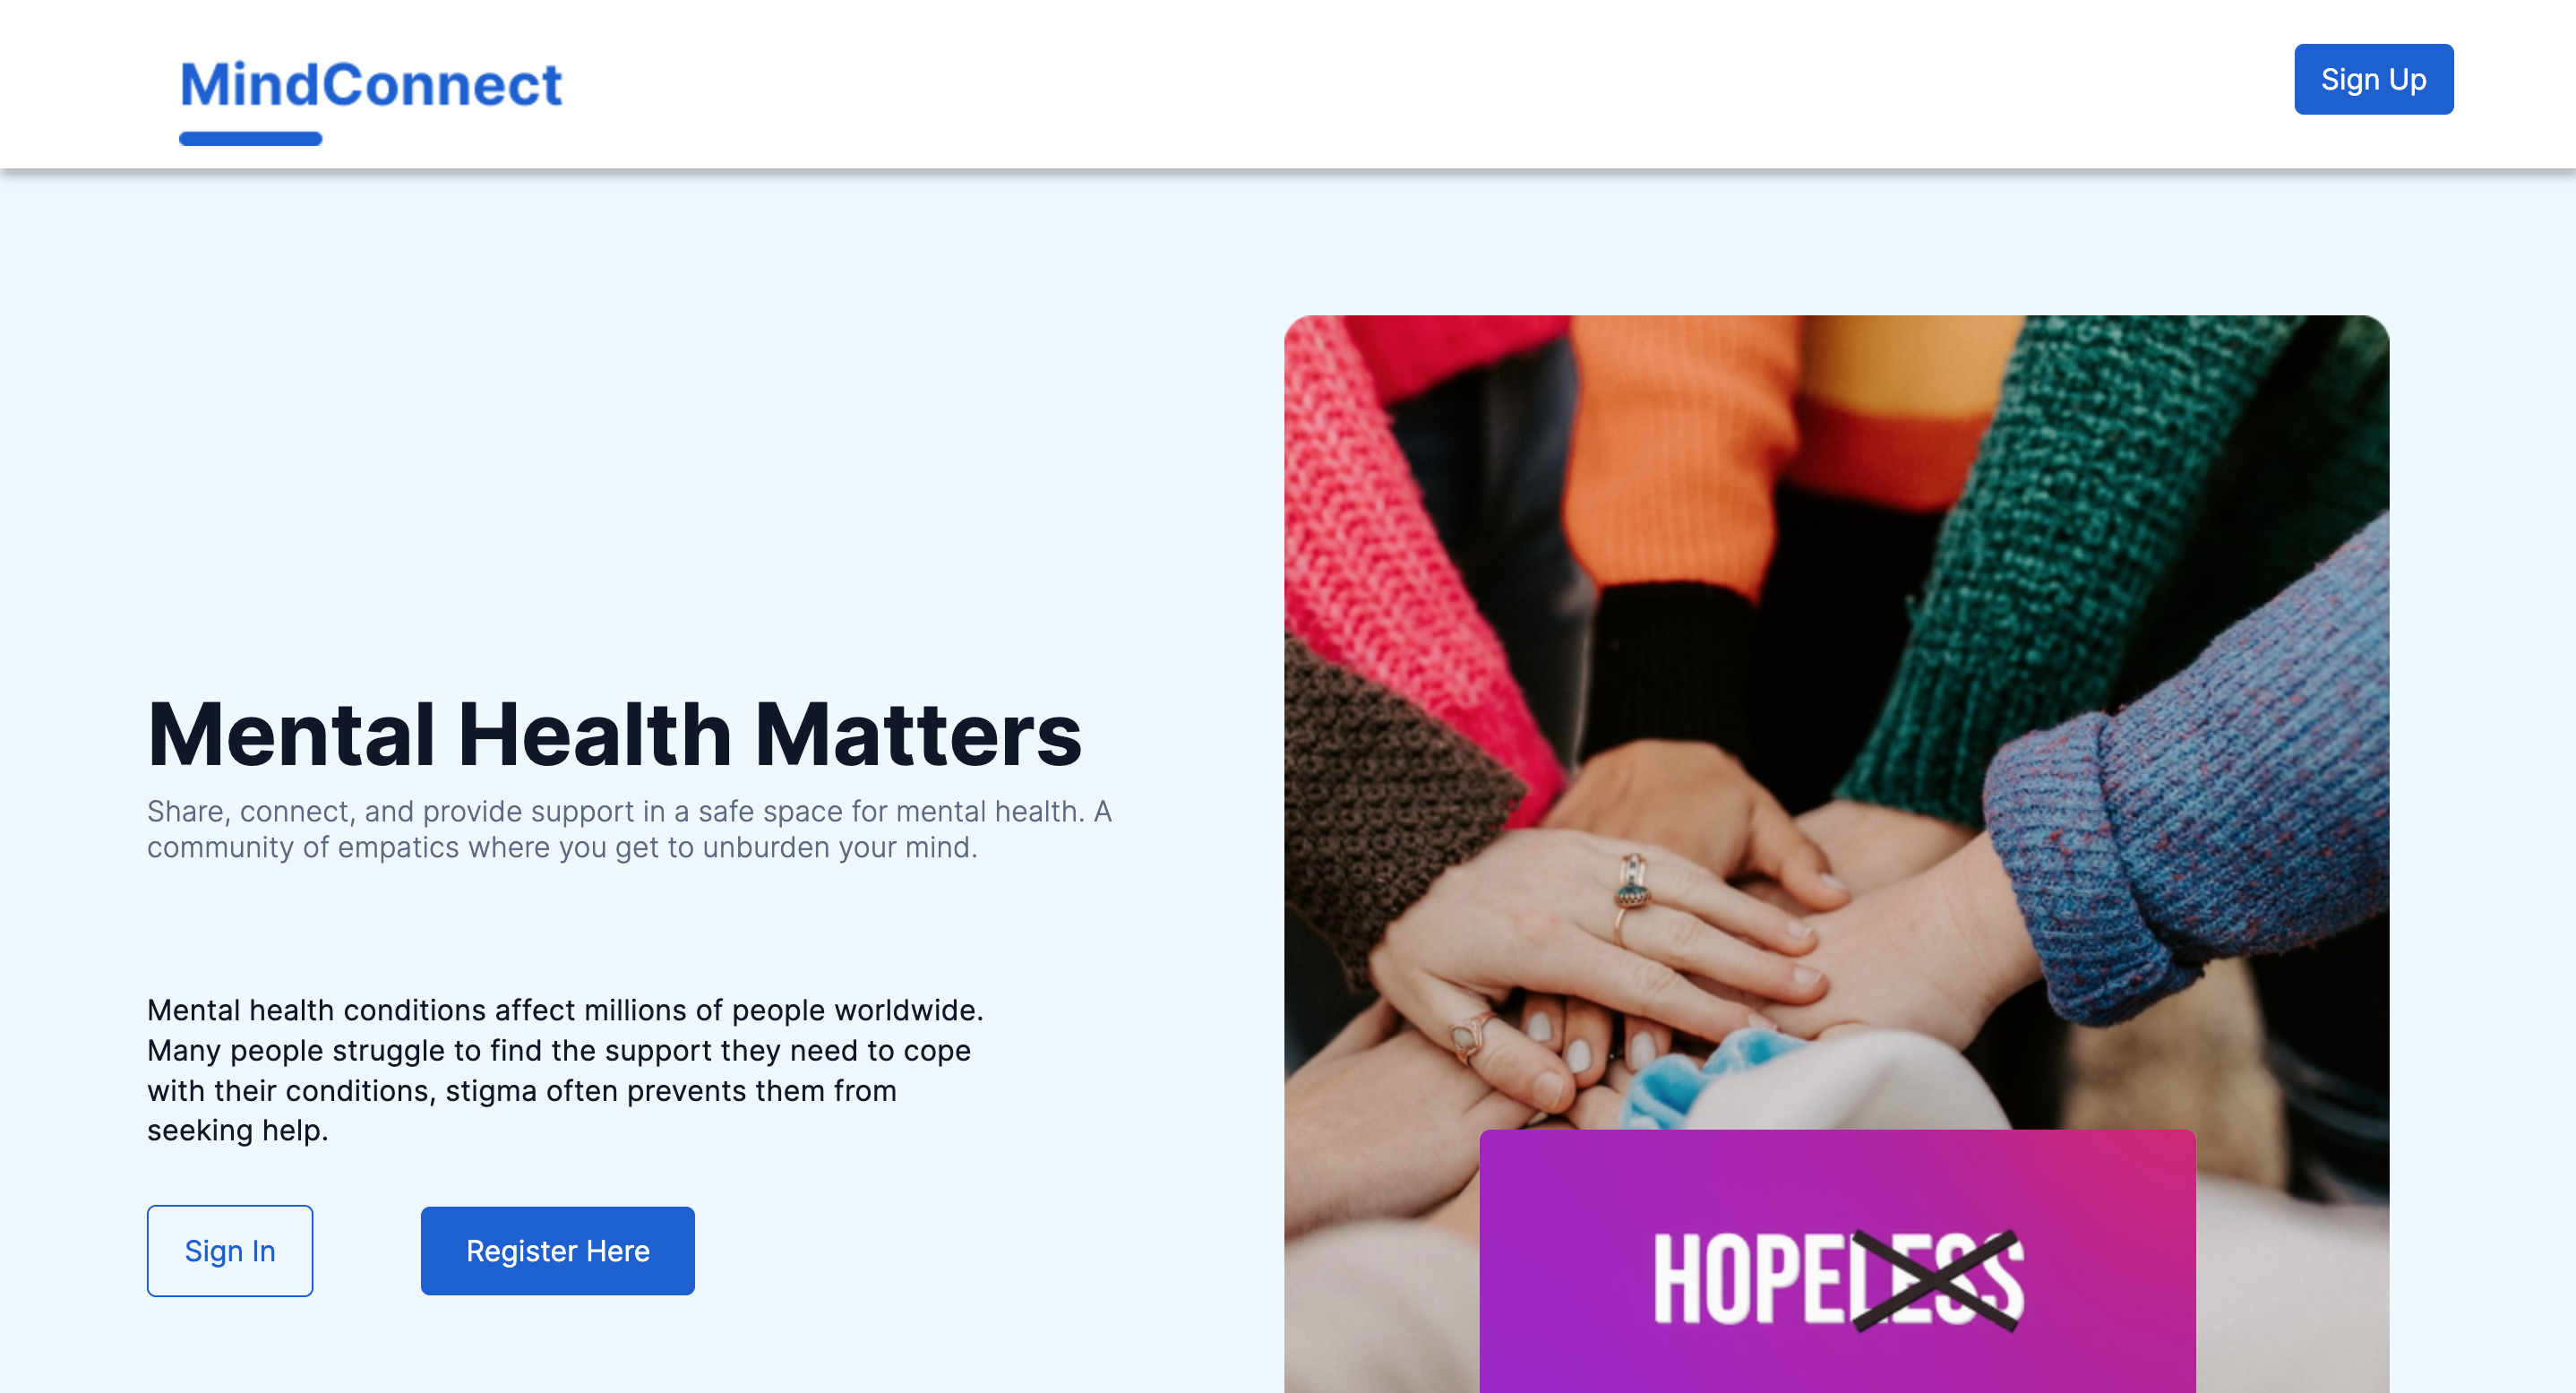 MindConnect
Sign Up
Mental Health Matters
Share, connect, and provide support in a safe space for mental health. A
community of empatics where you get to unburden your mind.
Mental health conditions affect millions of people worldwide.
Many people struggle to find the support they need to cope
with their conditions, stigma often prevents them from
seeking help.
Sign In
Register Here
HOPELESS